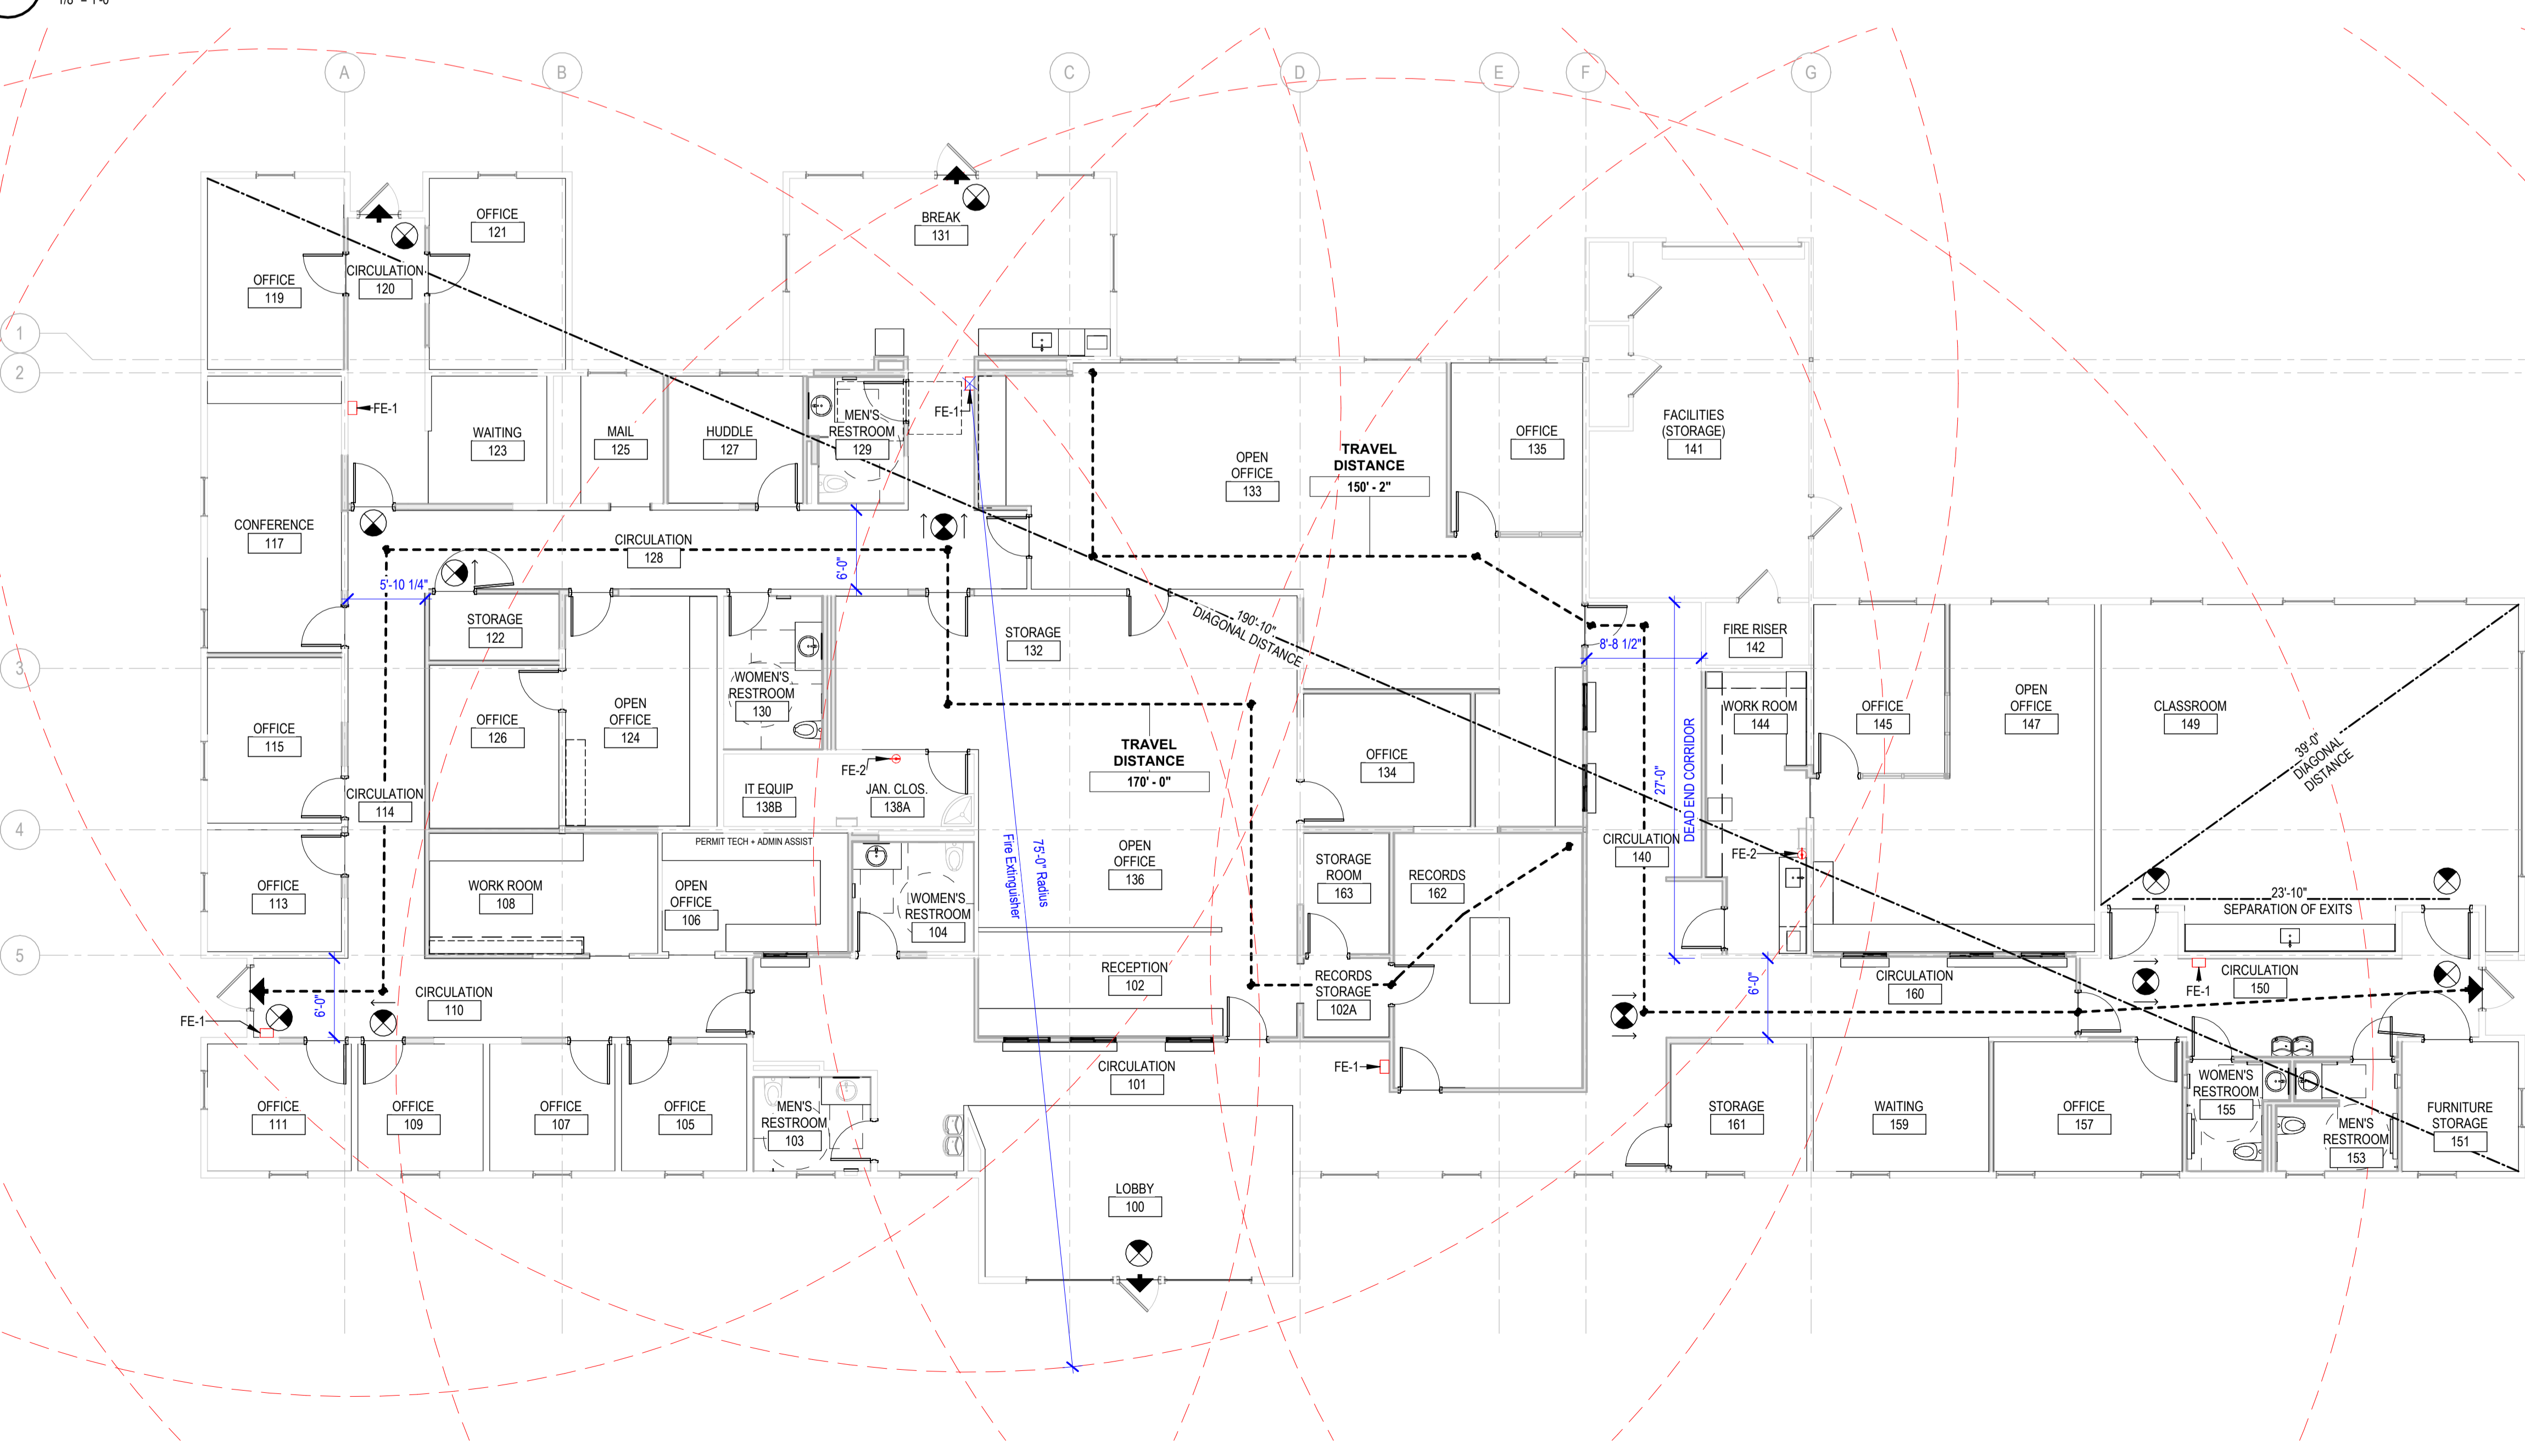 A
B
C
D
E
F
G
1
2
3
4
5
OFFICE
119
CIRCULATION
120
OFFICE
121
BREAK
131
FE-1
WAITING
123
MAIL
125
HUDDLE
127
MEN'S
RESTROOM
129
FE-1
OPEN
OFFICE
133
TRAVEL
DISTANCE
150' - 2"
OFFICE
135
FACILITIES
(STORAGE)
141
CONFERENCE
117
CIRCULATION
128
6'-0"
5'-10 1/4"
STORAGE
122
STORAGE
132
190'-10"
DIAGONAL DISTANCE
8'-8 1/2"
FIRE RISER
142
OFFICE
115
OFFICE
126
OPEN
OFFICE
124
WOMEN'S
RESTROOM
130
TRAVEL
DISTANCE
170' - 0"
OFFICE
134
27'-0"
DEAD END CORRIDOR
WORK ROOM
144
OFFICE
145
OPEN
OFFICE
147
CLASSROOM
149
39'-0"
DIAGONAL
DISTANCE
FE-2
IT EQUIP
138B
JAN. CLOS.
138A
CIRCULATION
114
PERMIT TECH + ADMIN ASSIST
75'-0" Radius
Fire Extinguisher
OPEN
OFFICE
136
STORAGE
ROOM
163
RECORDS
162
CIRCULATION
140
FE-2
OFFICE
113
WORK ROOM
108
OPEN
OFFICE
106
WOMEN'S
RESTROOM
104
23'-10"
SEPARATION OF EXITS
CIRCULATION
110
6'-0"
FE-1
RECEPTION
102
RECORDS
STORAGE
102A
6'-0"
CIRCULATION
160
FE-1
CIRCULATION
150
OFFICE
111
OFFICE
109
OFFICE
107
OFFICE
105
MEN'S
RESTROOM
103
CIRCULATION
101
FE-1
STORAGE
161
WAITING
159
OFFICE
157
WOMEN'S
RESTROOM
155
MEN'S
RESTROOM
153
FURNITURE
STORAGE
151
LOBBY
100